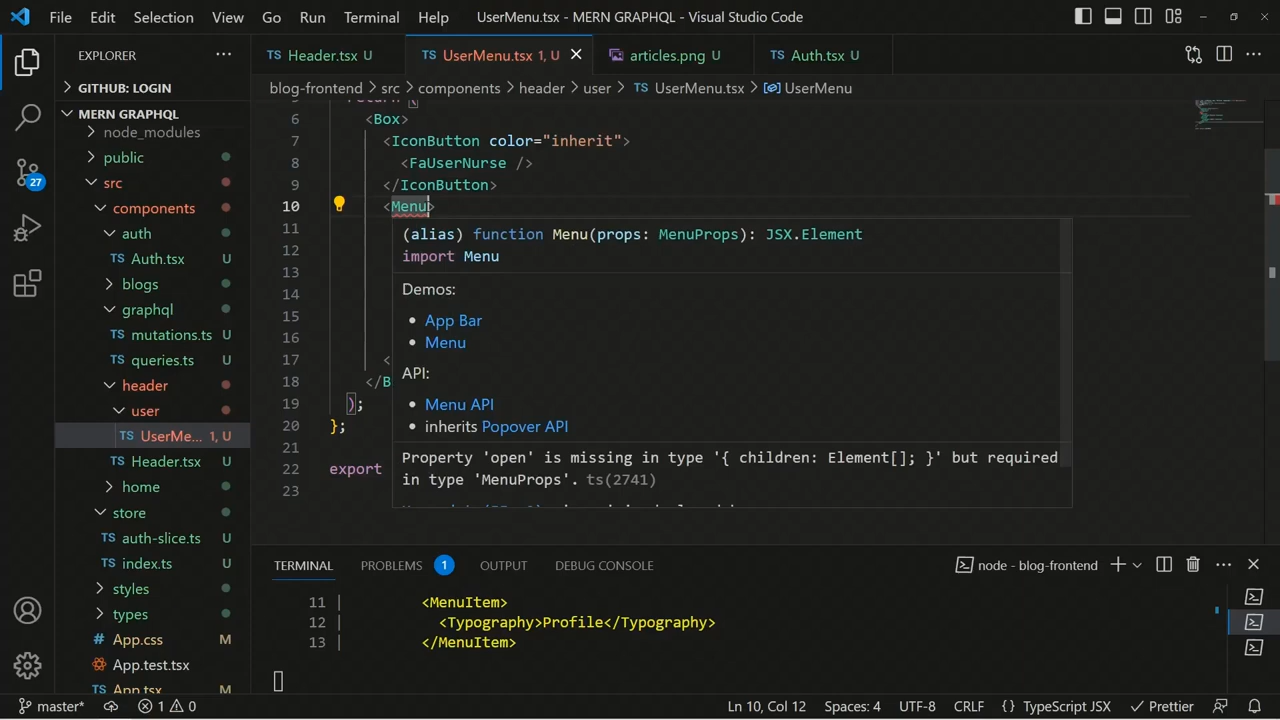 File Edit Selection View Go Run Terminal Help UserMenu.tsx - MERN GRAPHQL - Visual Studio Code
EXPLORER
GITHUB: LOGIN
MERN GRAPHQL
node_modules
public
src
components
auth
Auth.tsx U
blogs
graphql
mutations.ts U
queries.ts U
header
user
TS UserMe... 1, U
TS Header.tsx U
home
store
TS auth-slice.ts U
TS index.ts U
styles
types
# App.css M
App.test.tsx
App.tsx M
27
TS Header.tsx U
TS UserMenu.tsx 1, U
articles.png U
TS Auth.tsx U
blog-frontend > src > components > header > user > TS UserMenu.tsx > UserMenu
return (
6 <Box>
7 <IconButton color="inherit">
8 <FaUserNurse />
9 </IconButton>
10 <Menu>
11
12
13
14
15
16
17 <
18 </B
19 );
20 };
21
22 export
23
(alias) function Menu(props: MenuProps): JSX.Element
import Menu
Demos:
• App Bar
• Menu
API:
• Menu API
• inherits Popover API
Property 'open' is missing in type '{ children: Element[]; }' but required
in type 'MenuProps'. ts(2741)
TERMINAL PROBLEMS 1 OUTPUT DEBUG CONSOLE node - blog-frontend
11 | <MenuItem>
12 | <Typography>Profile</Typography>
13 | </MenuItem>
master* 1 0 Ln 10, Col 12 Spaces: 4 UTF-8 CRLF {} TypeScript JSX Prettier